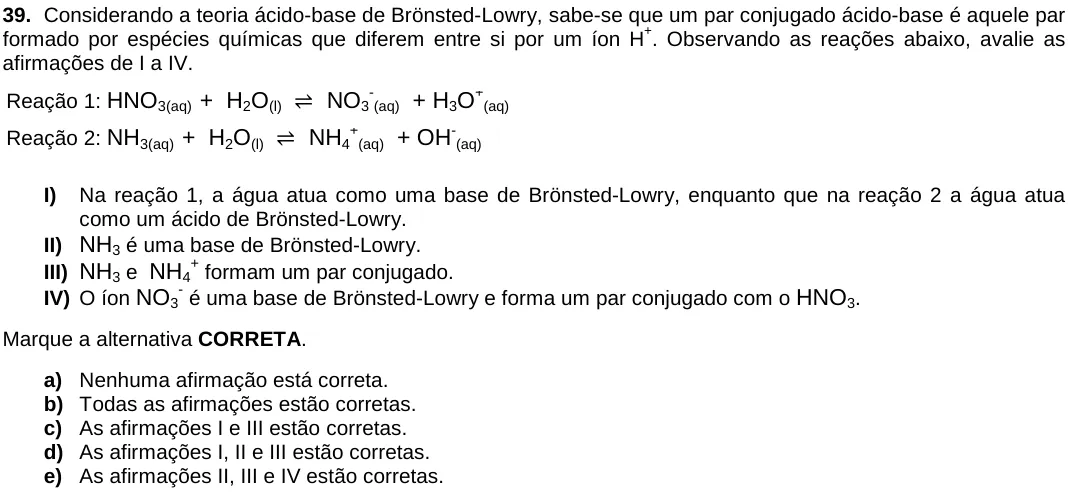 39. Considerando a teoria ácido-base de Brönsted-Lowry, sabe-se que um par conjugado ácido-base é aquele par
formado por espécies químicas que diferem entre si por um íon H⁺. Observando as reações abaixo, avalie as
afirmações de I a IV.
Reação 1: HNO₃(aq) + H₂O(l) ⇌ NO₃⁻(aq) + H₃O⁺(aq)
Reação 2: NH₃(aq) + H₂O(l) ⇌ NH₄⁺(aq) + OH⁻(aq)
I) Na reação 1, a água atua como uma base de Brönsted-Lowry, enquanto que na reação 2 a água atua
como um ácido de Brönsted-Lowry.
II) NH₃ é uma base de Brönsted-Lowry.
III) NH₃ e NH₄⁺ formam um par conjugado.
IV) O íon NO₃⁻ é uma base de Brönsted-Lowry e forma um par conjugado com o HNO₃.
Marque a alternativa CORRETA.
a) Nenhuma afirmação está correta.
b) Todas as afirmações estão corretas.
c) As afirmações I e III estão corretas.
d) As afirmações I, II e III estão corretas.
e) As afirmações II, III e IV estão corretas.